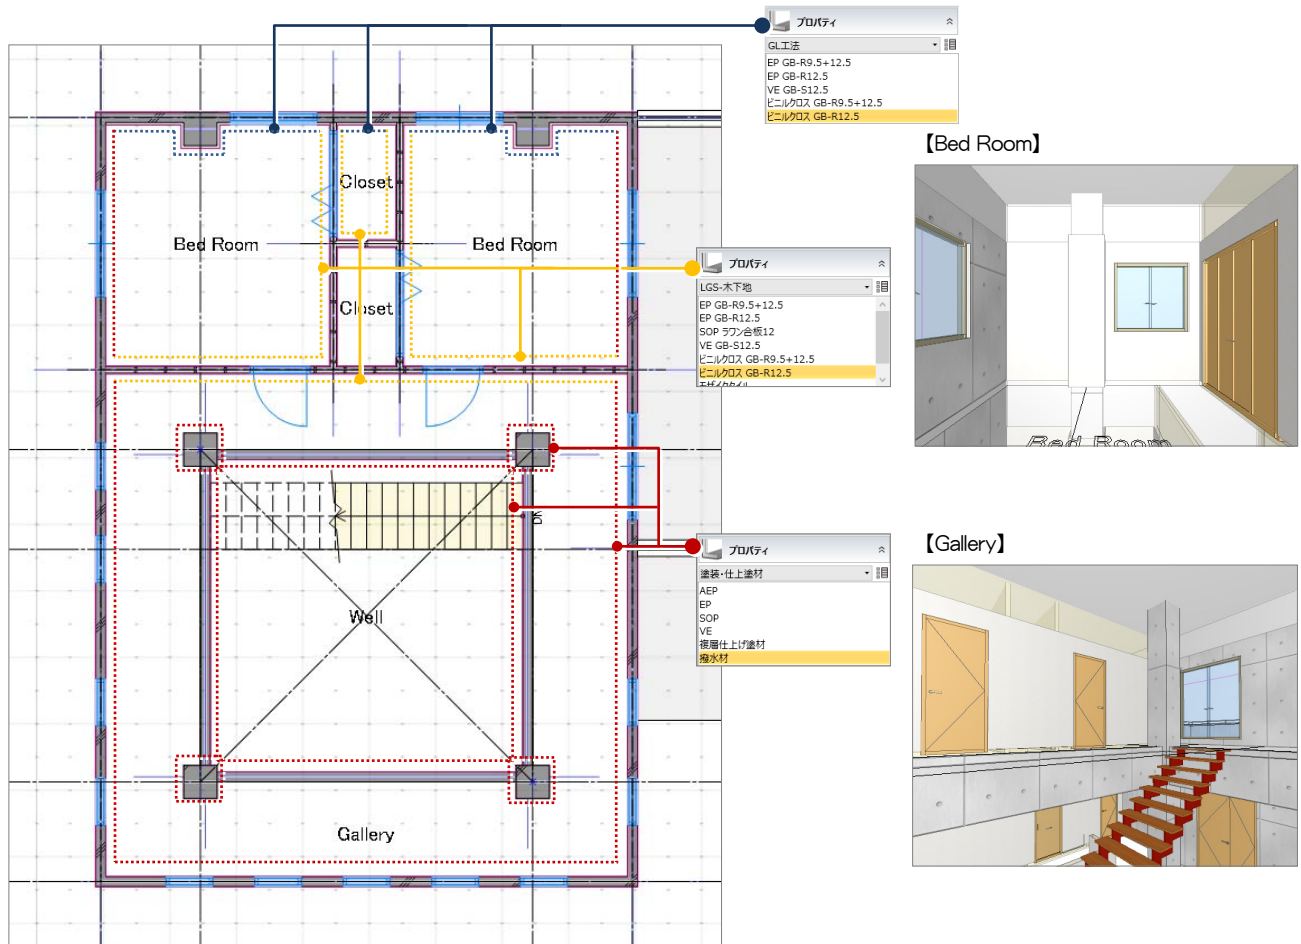 プロパティ
GL工法
EP GB-R9.5+12.5
EP GB-R12.5
VE GB-S12.5
ビニルクロス GB-R9.5+12.5
ビニルクロス GB-R12.5
【Bed Room】
Bed Room
Closet
Bed Room
Bed Room
Closet
プロパティ
LGS-木下地
EP GB-R9.5+12.5
EP GB-R12.5
SOP ラワン合板12
VE GB-S12.5
ビニルクロス GB-R9.5+12.5
ビニルクロス GB-R12.5
モザイクタイル
DN
Well
Gallery
プロパティ
塗装・仕上塗材
AEP
EP
SOP
VE
複層仕上げ塗材
撥水材
【Gallery】